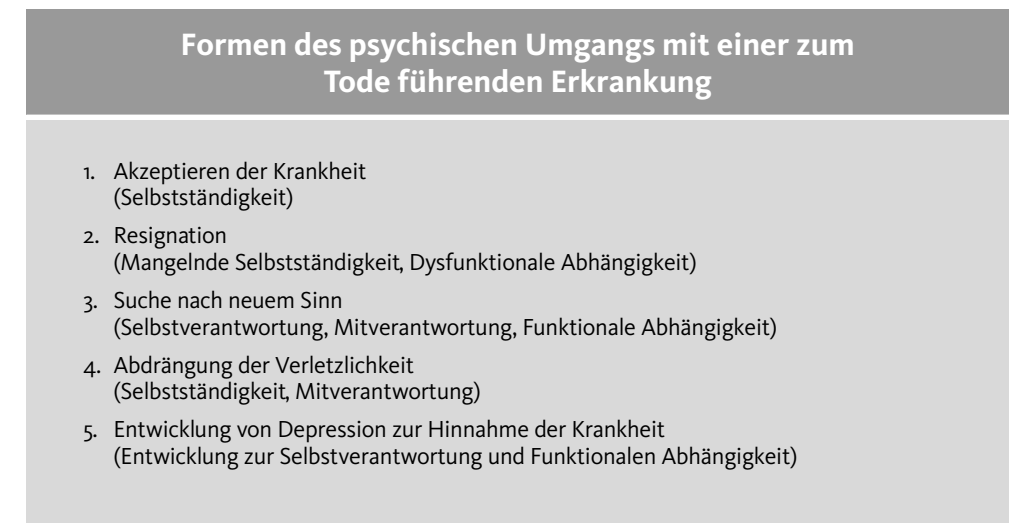 Formen des psychischen Umgangs mit einer zum
Tode führenden Erkrankung
1. Akzeptieren der Krankheit
(Selbstständigkeit)
2. Resignation
(Mangelnde Selbstständigkeit, Dysfunktionale Abhängigkeit)
3. Suche nach neuem Sinn
(Selbstverantwortung, Mitverantwortung, Funktionale Abhängigkeit)
4. Abdrängung der Verletzlichkeit
(Selbstständigkeit, Mitverantwortung)
5. Entwicklung von Depression zur Hinnahme der Krankheit
(Entwicklung zur Selbstverantwortung und Funktionalen Abhängigkeit)